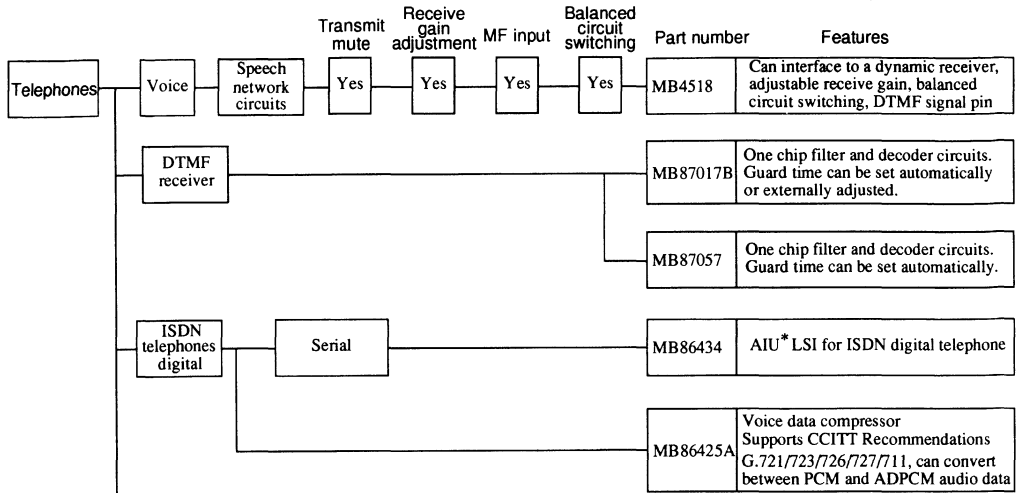 Transmit
mute
Receive
gain
adjustment
MF input
Balanced
circuit
switching
Part number
Features
Telephones
Voice
Speech
network
circuits
Yes
Yes
Yes
Yes
MB4518
Can interface to a dynamic receiver,
adjustable receive gain, balanced
circuit switching, DTMF signal pin
DTMF
receiver
MB87017B
One chip filter and decoder circuits.
Guard time can be set automatically
or externally adjusted.
MB87057
One chip filter and decoder circuits.
Guard time can be set automatically.
ISDN
telephones
digital
Serial
MB86434
AIU* LSI for ISDN digital telephone
MB86425A
Voice data compressor
Supports CCITT Recommendations
G.721/723/726/727/711, can convert
between PCM and ADPCM audio data